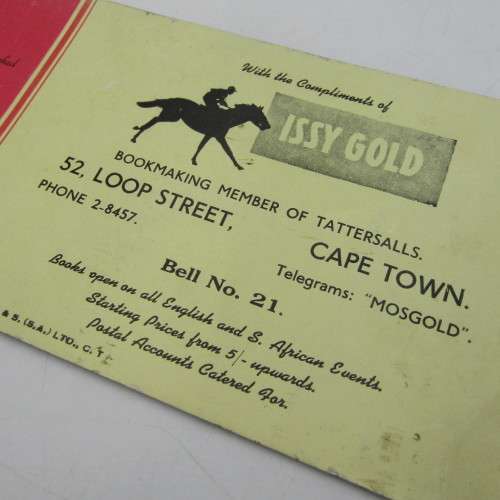 With the Compliments of
ISSY GOLD
BOOKMAKING MEMBER OF TATTERSALLS.
52, LOOP STREET, CAPE TOWN.
PHONE 2-8457. Telegrams: "MOSGOLD".
Bell No. 21.
Books open on all English and S. African Events.
Starting Prices from 5/- upwards.
Postal Accounts Catered For.
& S. (S.A.) LTD., C. T